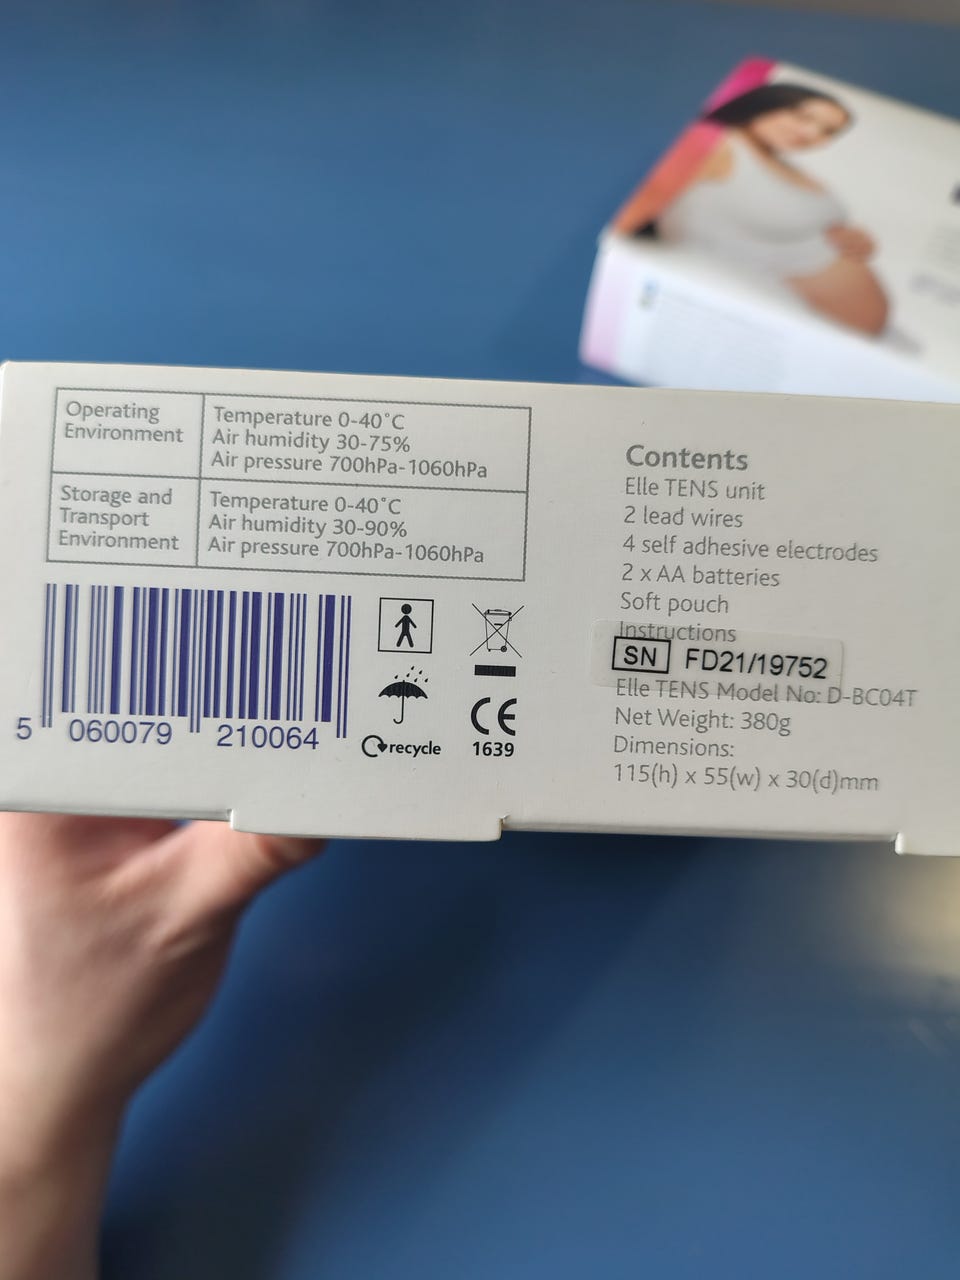 Operating
Environment
Temperature 0-40°C
Air humidity 30-75%
Air pressure 700hPa-1060hPa
Storage and
Transport
Environment
Temperature 0-40°C
Air humidity 30-90%
Air pressure 700hPa-1060hPa
5 060079 210064
recycle
CE
1639
Contents
Elle TENS unit
2 lead wires
4 self adhesive electrodes
2 x AA batteries
Soft pouch
Instructions
SN FD21/19752
Elle TENS Model No: D-BC04T
Net Weight: 380g
Dimensions:
115(h) x 55(w) x 30(d)mm